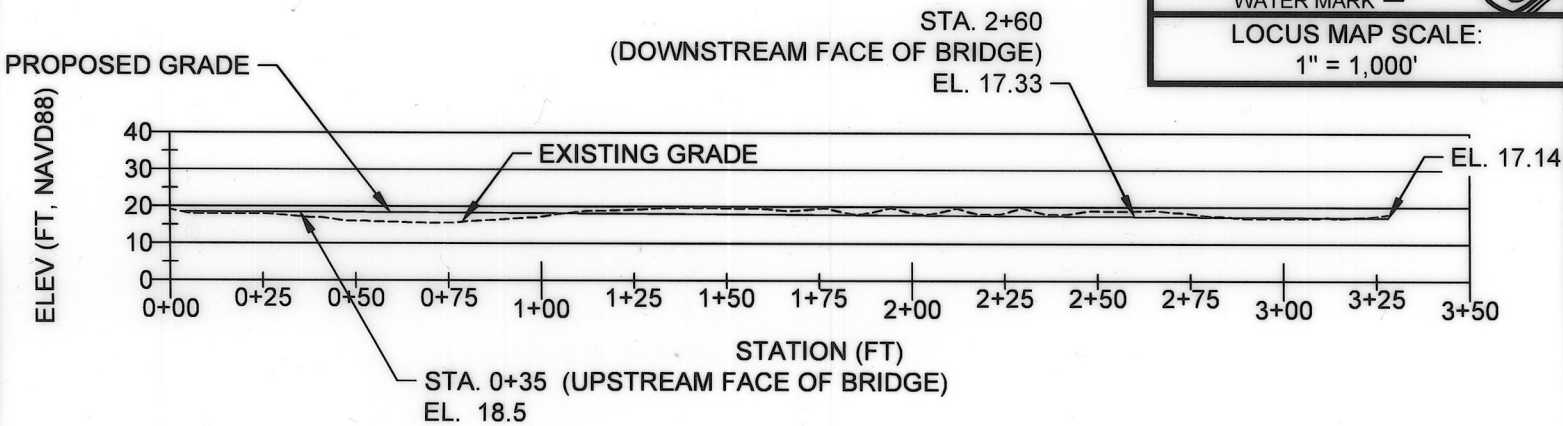 WATER MARK
LOCUS MAP SCALE:
1" = 1,000'
STA. 2+60
(DOWNSTREAM FACE OF BRIDGE)
EL. 17.33
PROPOSED GRADE
EXISTING GRADE
EL. 17.14
ELEV (FT, NAVD88)
40
30
20
10
0
0+00 0+25 0+50 0+75 1+00 1+25 1+50 1+75 2+00 2+25 2+50 2+75 3+00 3+25 3+50
STATION (FT)
STA. 0+35 (UPSTREAM FACE OF BRIDGE)
EL. 18.5